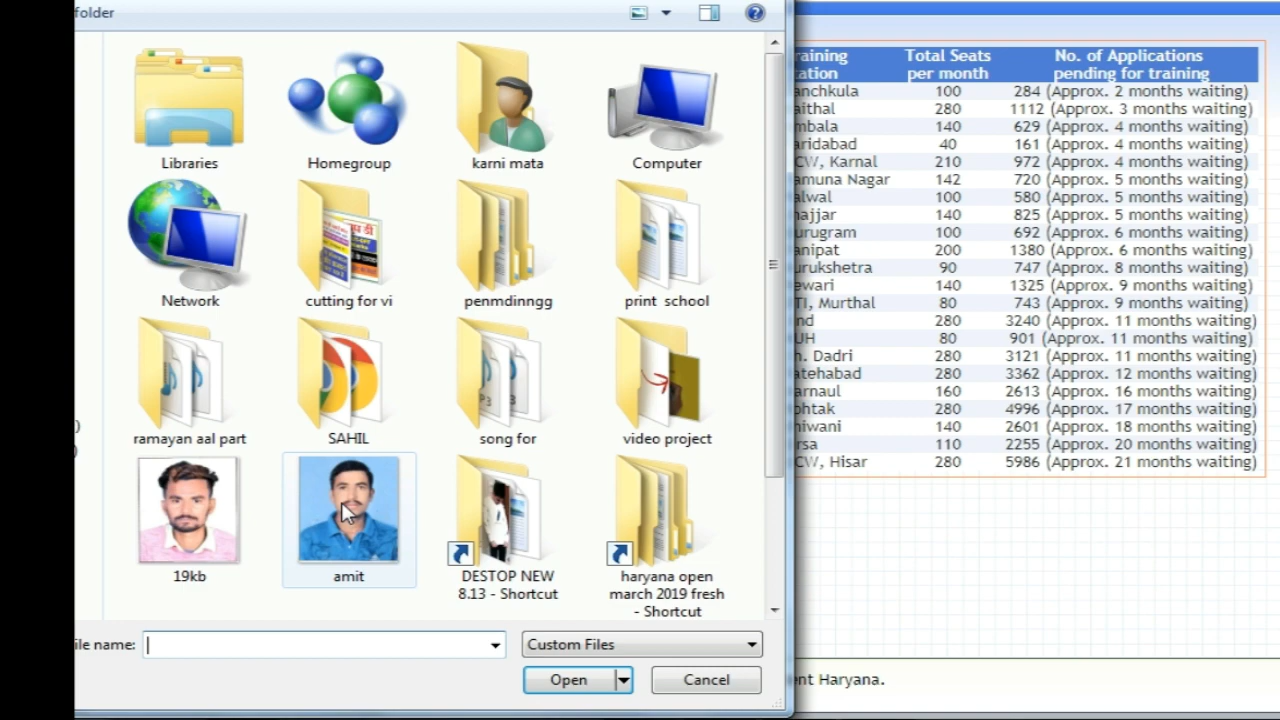 folder
Libraries
Homegroup
karni mata
Computer
Network
cutting for vi
penmdinngg
print school
ramayan aal part
SAHIL
song for
video project
19kb
amit
DESTOP NEW
8.13 - Shortcut
haryana open
march 2019 fresh
- Shortcut
ile name:
Custom Files
Open
Cancel
raining Total Seats No. of Applications
ation per month pending for training
anchkula 100 284 (Approx. 2 months waiting)
aithal 280 1112 (Approx. 3 months waiting)
mbala 140 629 (Approx. 4 months waiting)
aridabad 40 161 (Approx. 4 months waiting)
CW, Karnal 210 972 (Approx. 4 months waiting)
amuna Nagar 142 720 (Approx. 5 months waiting)
alwal 100 580 (Approx. 5 months waiting)
hajjar 140 825 (Approx. 5 months waiting)
urugram 100 692 (Approx. 6 months waiting)
anipat 200 1380 (Approx. 6 months waiting)
urukshetra 90 747 (Approx. 8 months waiting)
ewari 140 1325 (Approx. 9 months waiting)
TI, Murthal 80 743 (Approx. 9 months waiting)
nd 280 3240 (Approx. 11 months waiting)
UH 80 901 (Approx. 11 months waiting)
h. Dadri 280 3121 (Approx. 11 months waiting)
atehabad 280 3362 (Approx. 12 months waiting)
arnaul 160 2613 (Approx. 16 months waiting)
ohtak 280 4996 (Approx. 17 months waiting)
hiwani 140 2601 (Approx. 18 months waiting)
rsa 110 2255 (Approx. 20 months waiting)
CW, Hisar 280 5986 (Approx. 21 months waiting)
ent Haryana.